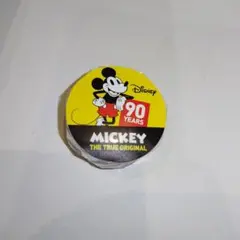 Disney
90
YEARS
MICKEY
THE TRUE ORIGINAL